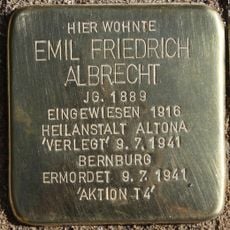 HIER WOHNTE
EMIL FRIEDRICH
ALBRECHT
JG. 1889
EINGEWIESEN 1916
HEILANSTALT ALTONA
'VERLEGT' 9.7.1941
BERNBURG
ERMORDET 9.7.1941
'AKTION T4'